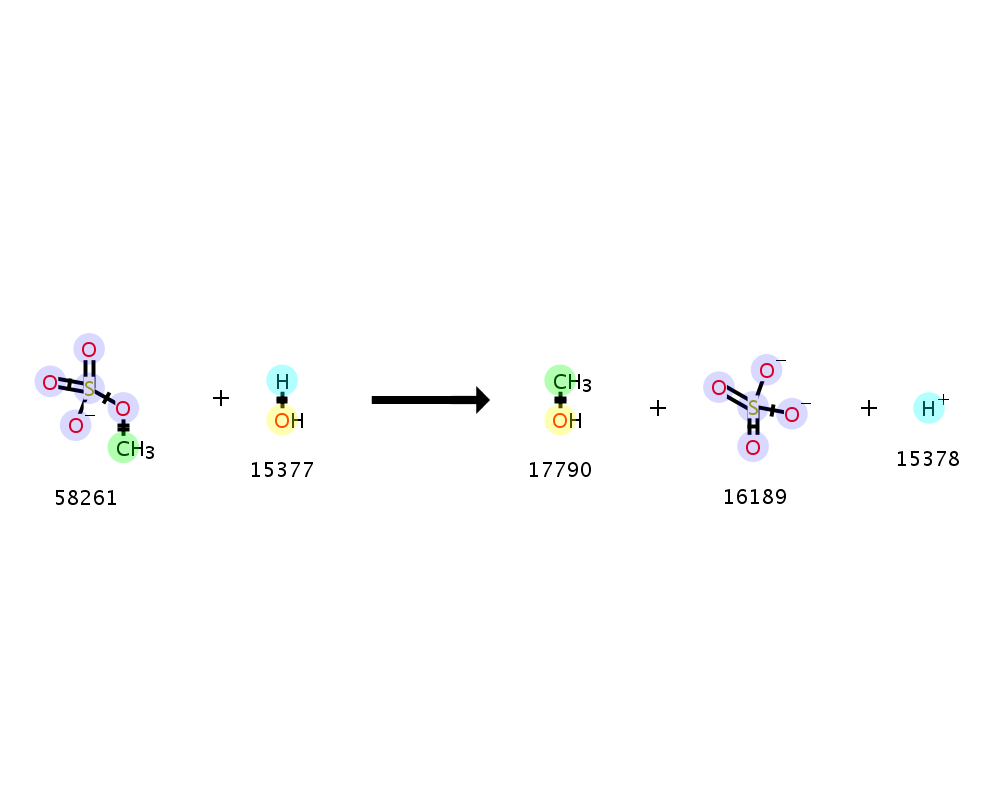 O
O
S
O
O⁻
CH3
58261
+
H
OH
15377
CH3
OH
17790
+
O⁻
O
S
O⁻
O
16189
+
H+
15378